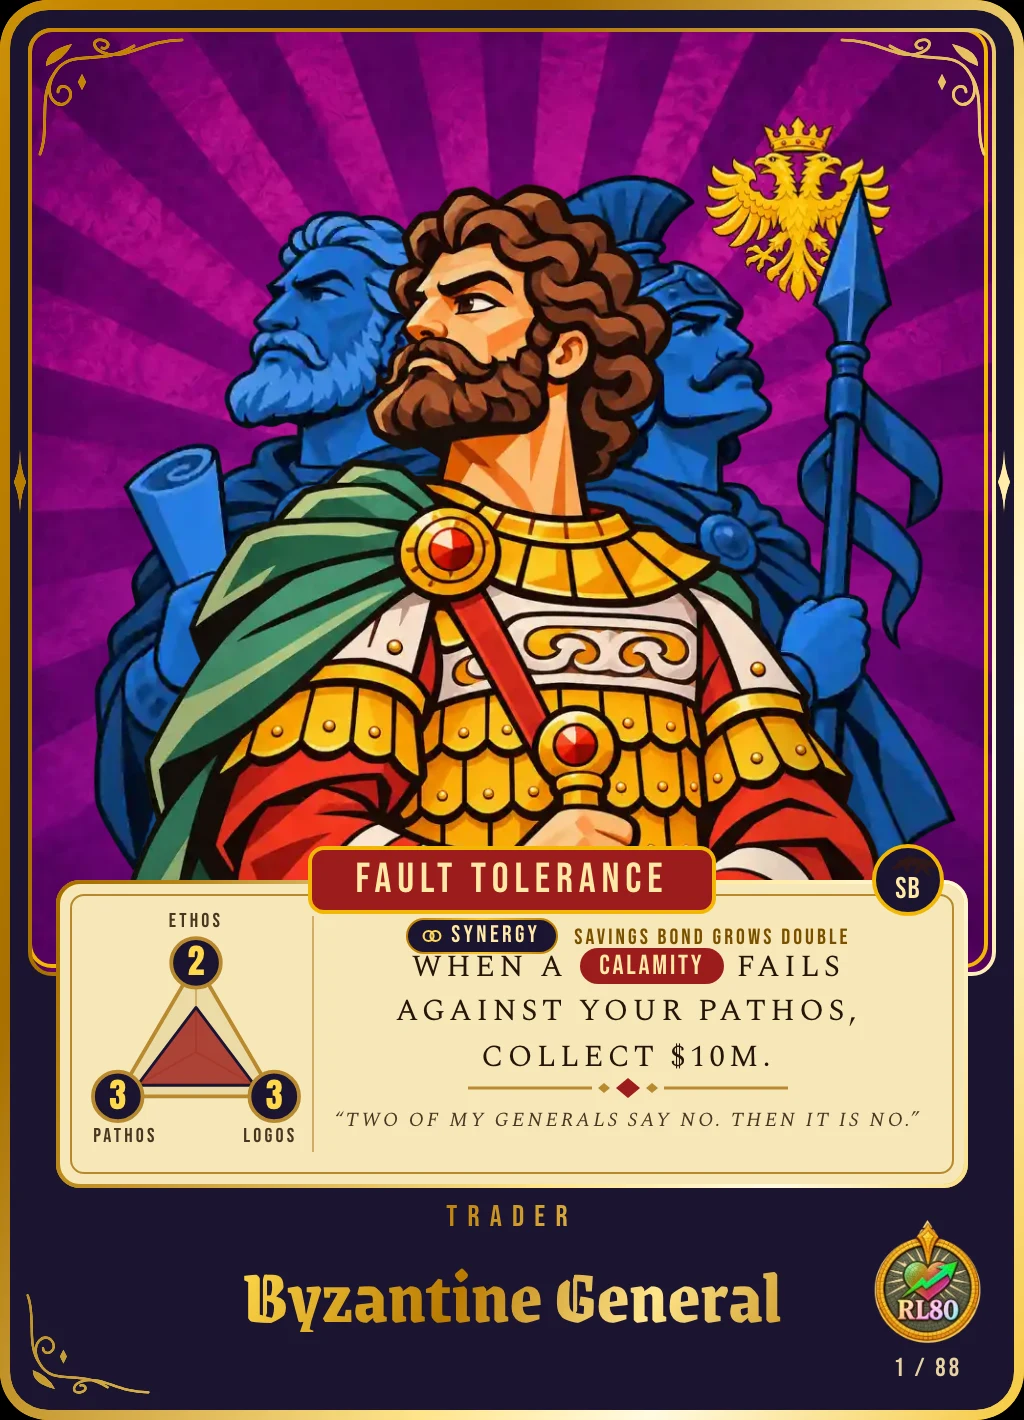 FAULT TOLERANCE
SB
ETHOS
2
3
3
PATHOS
LOGOS
SYNERGY SAVINGS BOND GROWS DOUBLE
WHEN A CALAMITY FAILS
AGAINST YOUR PATHOS,
COLLECT $10M.
“TWO OF MY GENERALS SAY NO. THEN IT IS NO.”
TRADER
Byzantine General
RL80
1 / 88